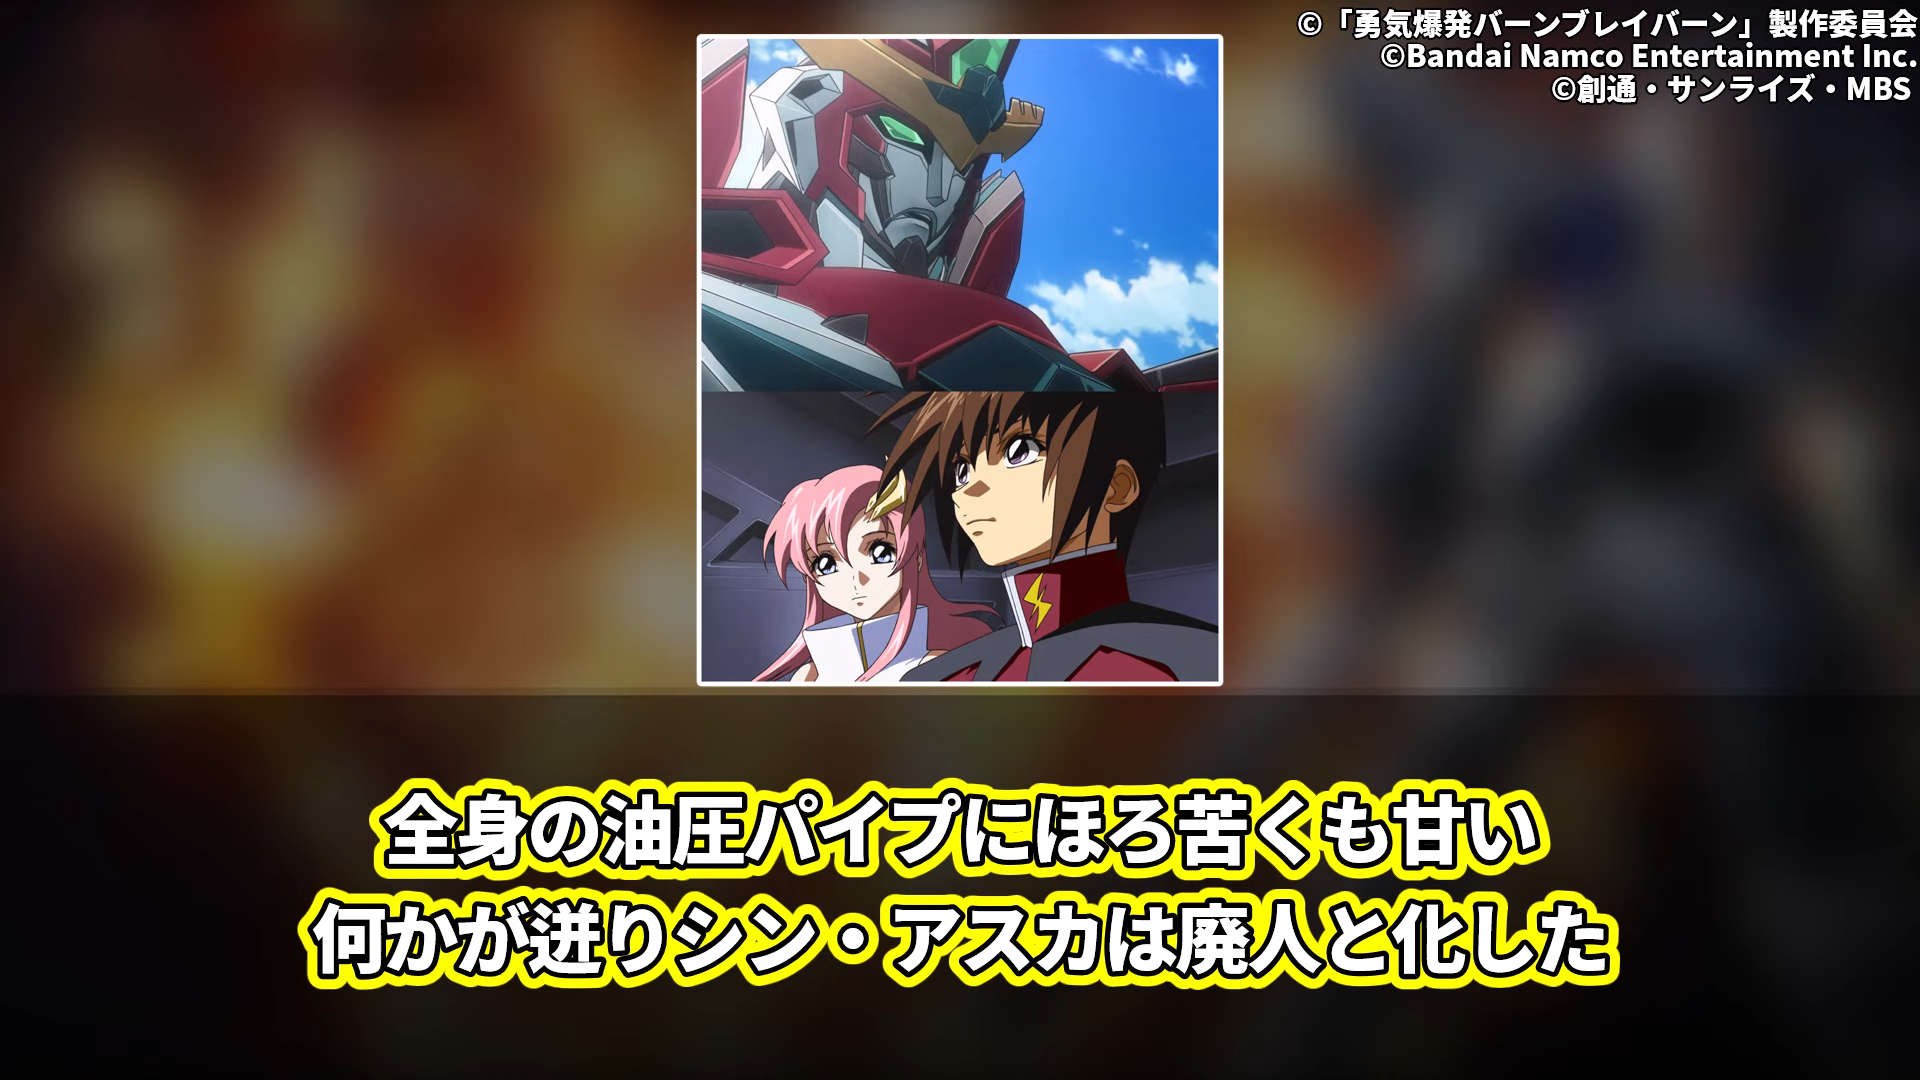 ©「勇気爆発バーンブレイバーン」製作委員会
©Bandai Namco Entertainment Inc.
©創通・サンライズ・MBS
全身の油圧パイプにほろ苦くも甘い
何かが迸りシン・アスカは廃人と化した